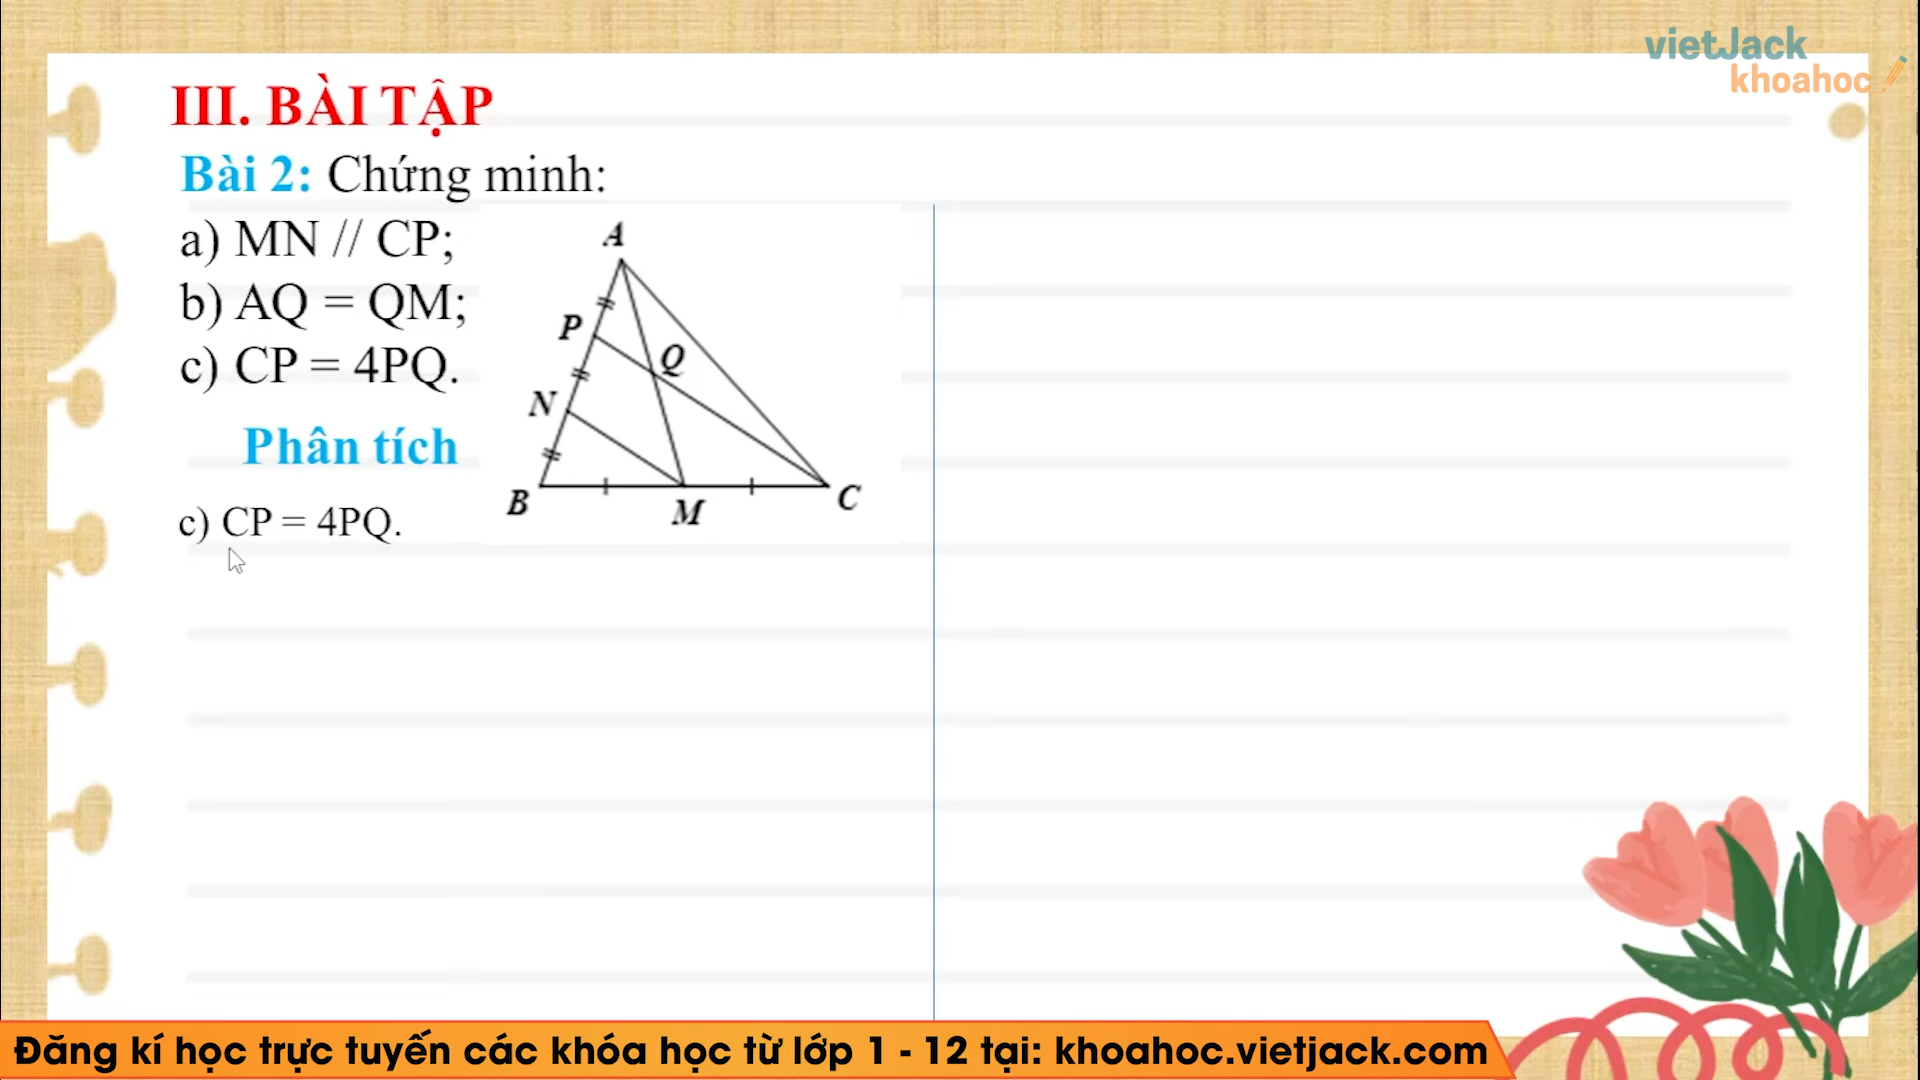 vietJack
khoahoc
III. BÀI TẬP
Bài 2: Chứng minh:
a) MN // CP;
b) AQ = QM;
c) CP = 4PQ.
Phân tích
c) CP = 4PQ.
A
P
Q
N
B
M
C
Đăng kí học trực tuyến các khóa học từ lớp 1 - 12 tại: khoahoc.vietjack.com